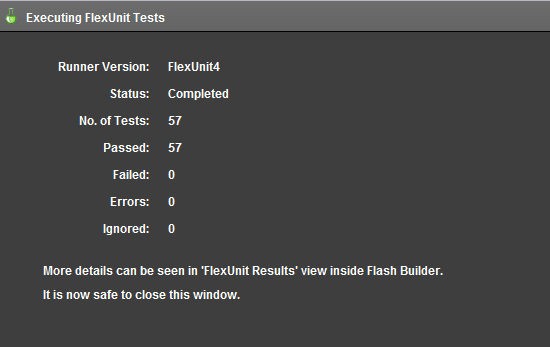 Executing FlexUnit Tests
Runner Version: FlexUnit4
Status: Completed
No. of Tests: 57
Passed: 57
Failed: 0
Errors: 0
Ignored: 0
More details can be seen in 'FlexUnit Results' view inside Flash Builder.
It is now safe to close this window.